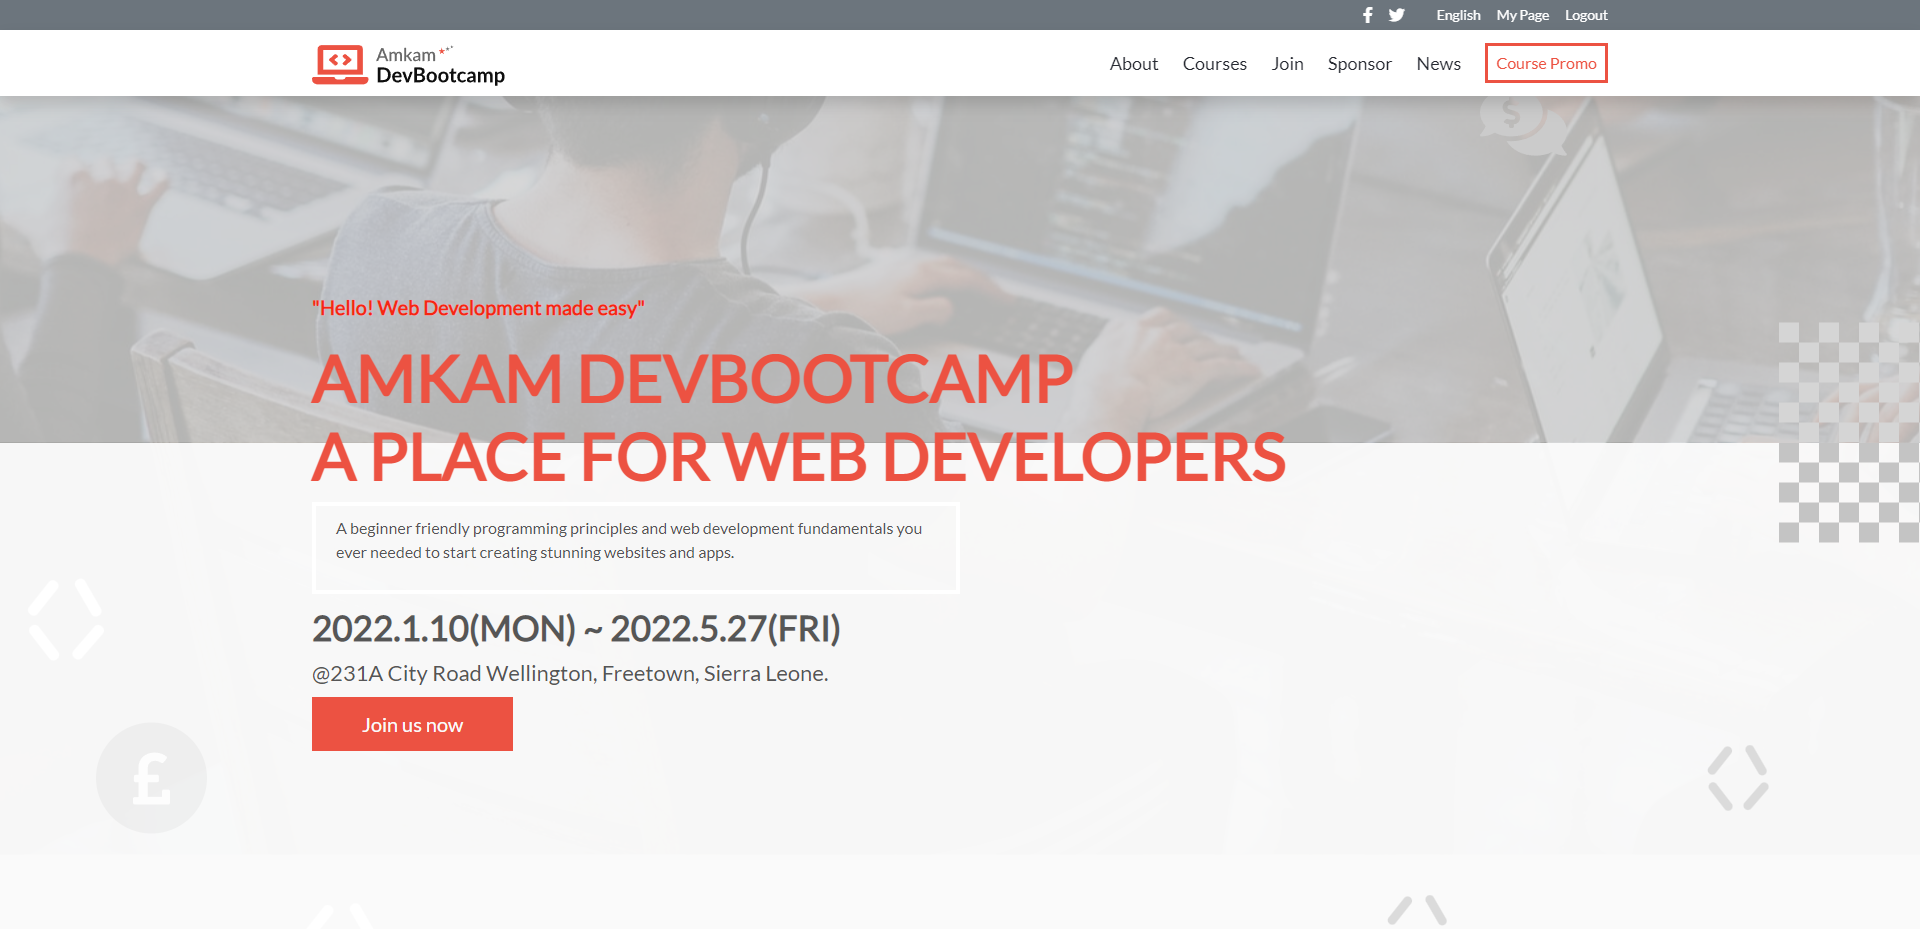 English My Page Logout
Amkam
DevBootcamp
About Courses Join Sponsor News Course Promo
"Hello! Web Development made easy"
AMKAM DEVBOOTCAMP
A PLACE FOR WEB DEVELOPERS
A beginner friendly programming principles and web development fundamentals you
ever needed to start creating stunning websites and apps.
2022.1.10(MON) ~ 2022.5.27(FRI)
@231A City Road Wellington, Freetown, Sierra Leone.
Join us now